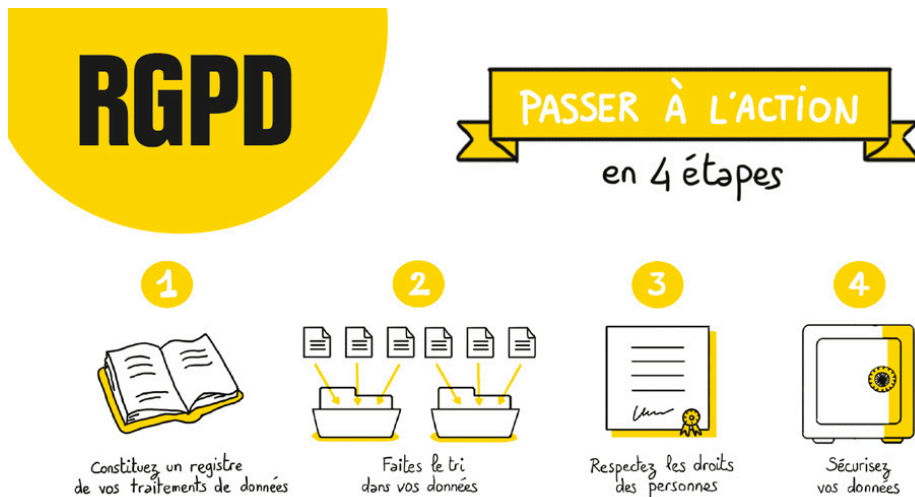 RGPD
PASSER À L'ACTION
en 4 étapes
1
Constituez un registre
de vos traitements de données
2
Faites le tri
dans vos données
3
Respectez les droits
des personnes
4
Sécurisez
vos données